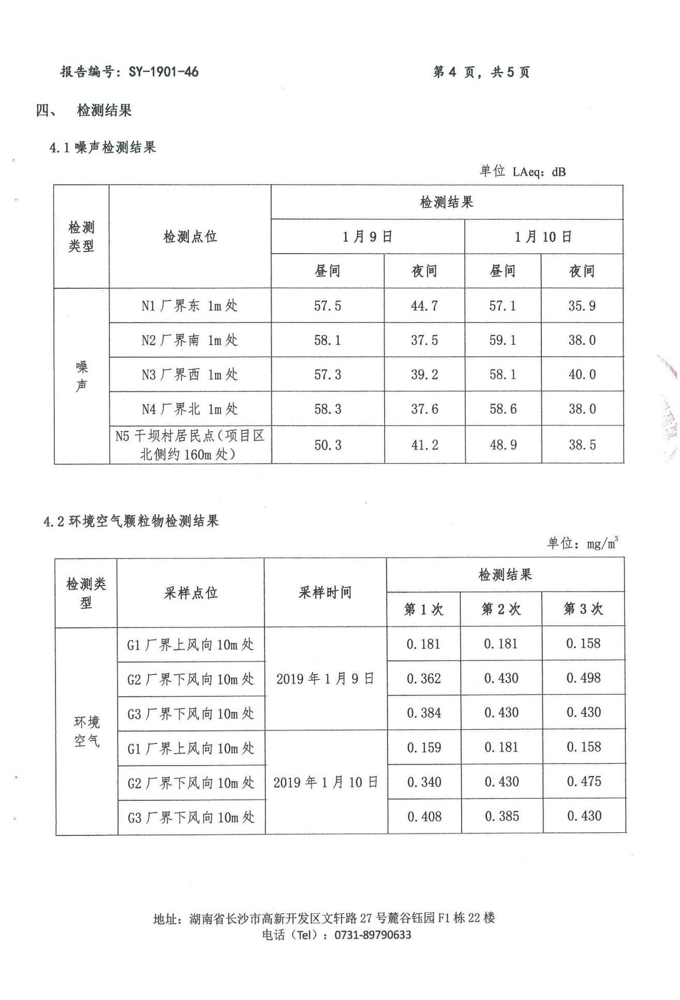 报告编号：SY-1901-46 第 4 页，共 5 页
四、 检测结果
4.1 噪声检测结果
单位 LAeq：dB
检测类型 检测点位 检测结果
1 月 9 日 1 月 10 日
昼间 夜间 昼间 夜间
噪声
N1 厂界东 1m 处 57.5 44.7 57.1 35.9
N2 厂界南 1m 处 58.1 37.5 59.1 38.0
N3 厂界西 1m 处 57.3 39.2 58.1 40.0
N4 厂界北 1m 处 58.3 37.6 58.6 38.0
N5 干坝村居民点（项目区
北侧约 160m 处） 50.3 41.2 48.9 38.5
4.2 环境空气颗粒物检测结果
单位：mg/m³
检测类型 采样点位 采样时间 检测结果
第 1 次 第 2 次 第 3 次
环境空气
G1 厂界上风向 10m 处 0.181 0.181 0.158
G2 厂界下风向 10m 处 2019 年 1 月 9 日 0.362 0.430 0.498
G3 厂界下风向 10m 处 0.384 0.430 0.430
G1 厂界上风向 10m 处 0.159 0.181 0.158
G2 厂界下风向 10m 处 2019 年 1 月 10 日 0.340 0.430 0.475
G3 厂界下风向 10m 处 0.408 0.385 0.430
地址：湖南省长沙市高新开发区文轩路 27 号麓谷钰园 F1 栋 22 楼
电话（Tel）：0731-89790633